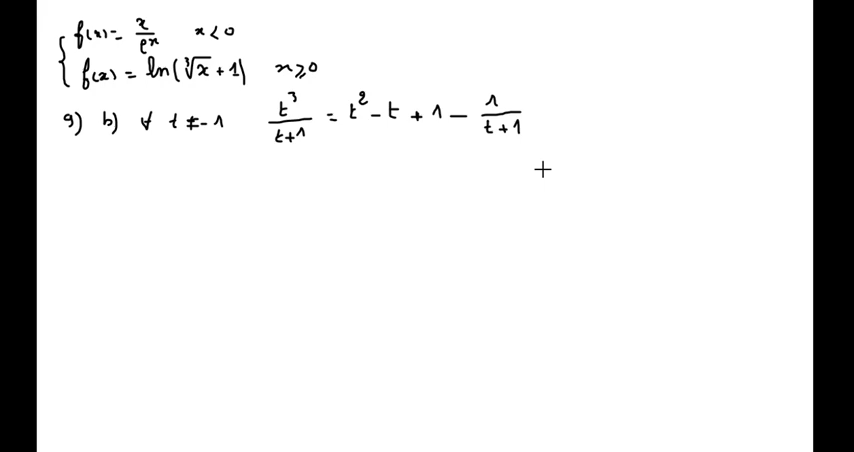 { f(x) = x/e^x x < 0
f(x) = ln(∛x + 1) x ≥ 0
9) b) ∀ t ≠ -1 t³/(t+1) = t² - t + 1 - 1/(t+1)